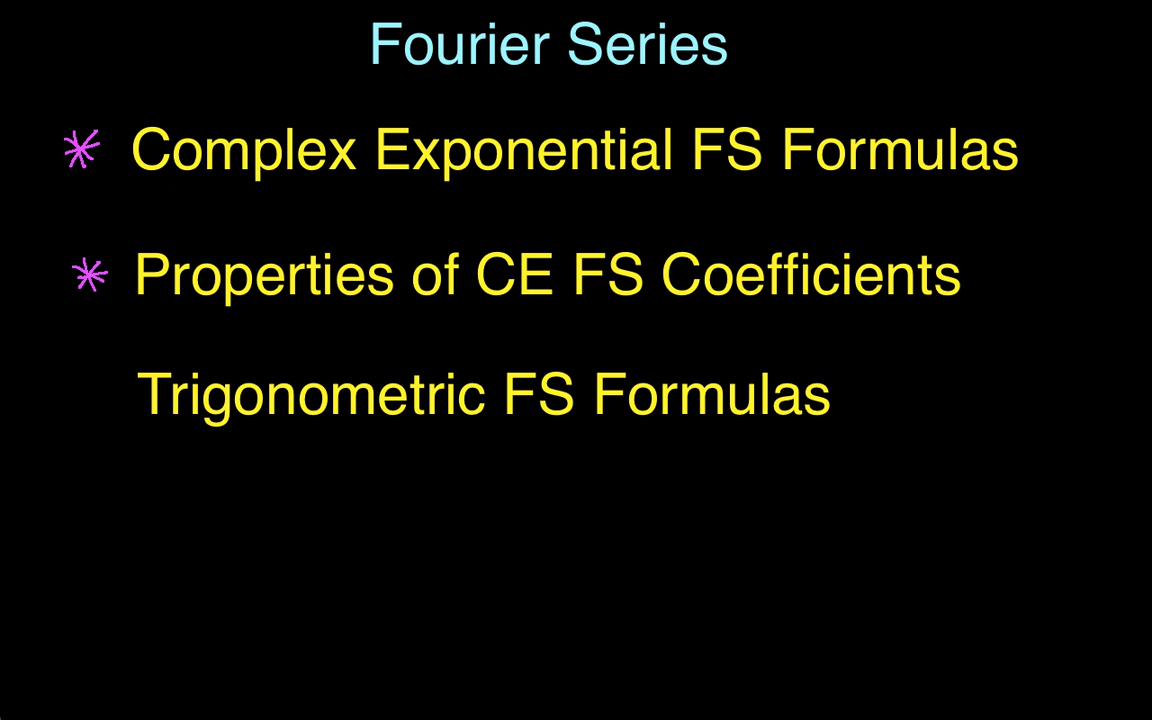 Fourier Series
* Complex Exponential FS Formulas
* Properties of CE FS Coefficients
Trigonometric FS Formulas